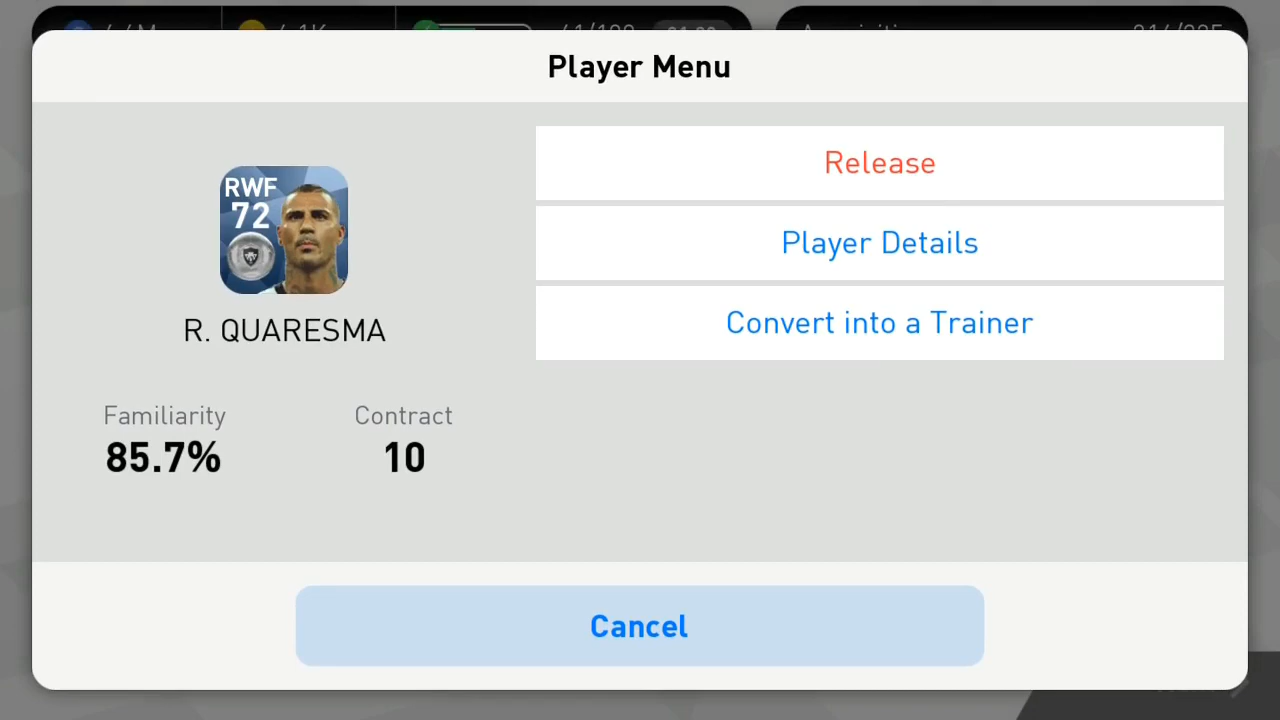 Player Menu
RWF
72
R. QUARESMA
Familiarity
Contract
85.7%
10
Release
Player Details
Convert into a Trainer
Cancel